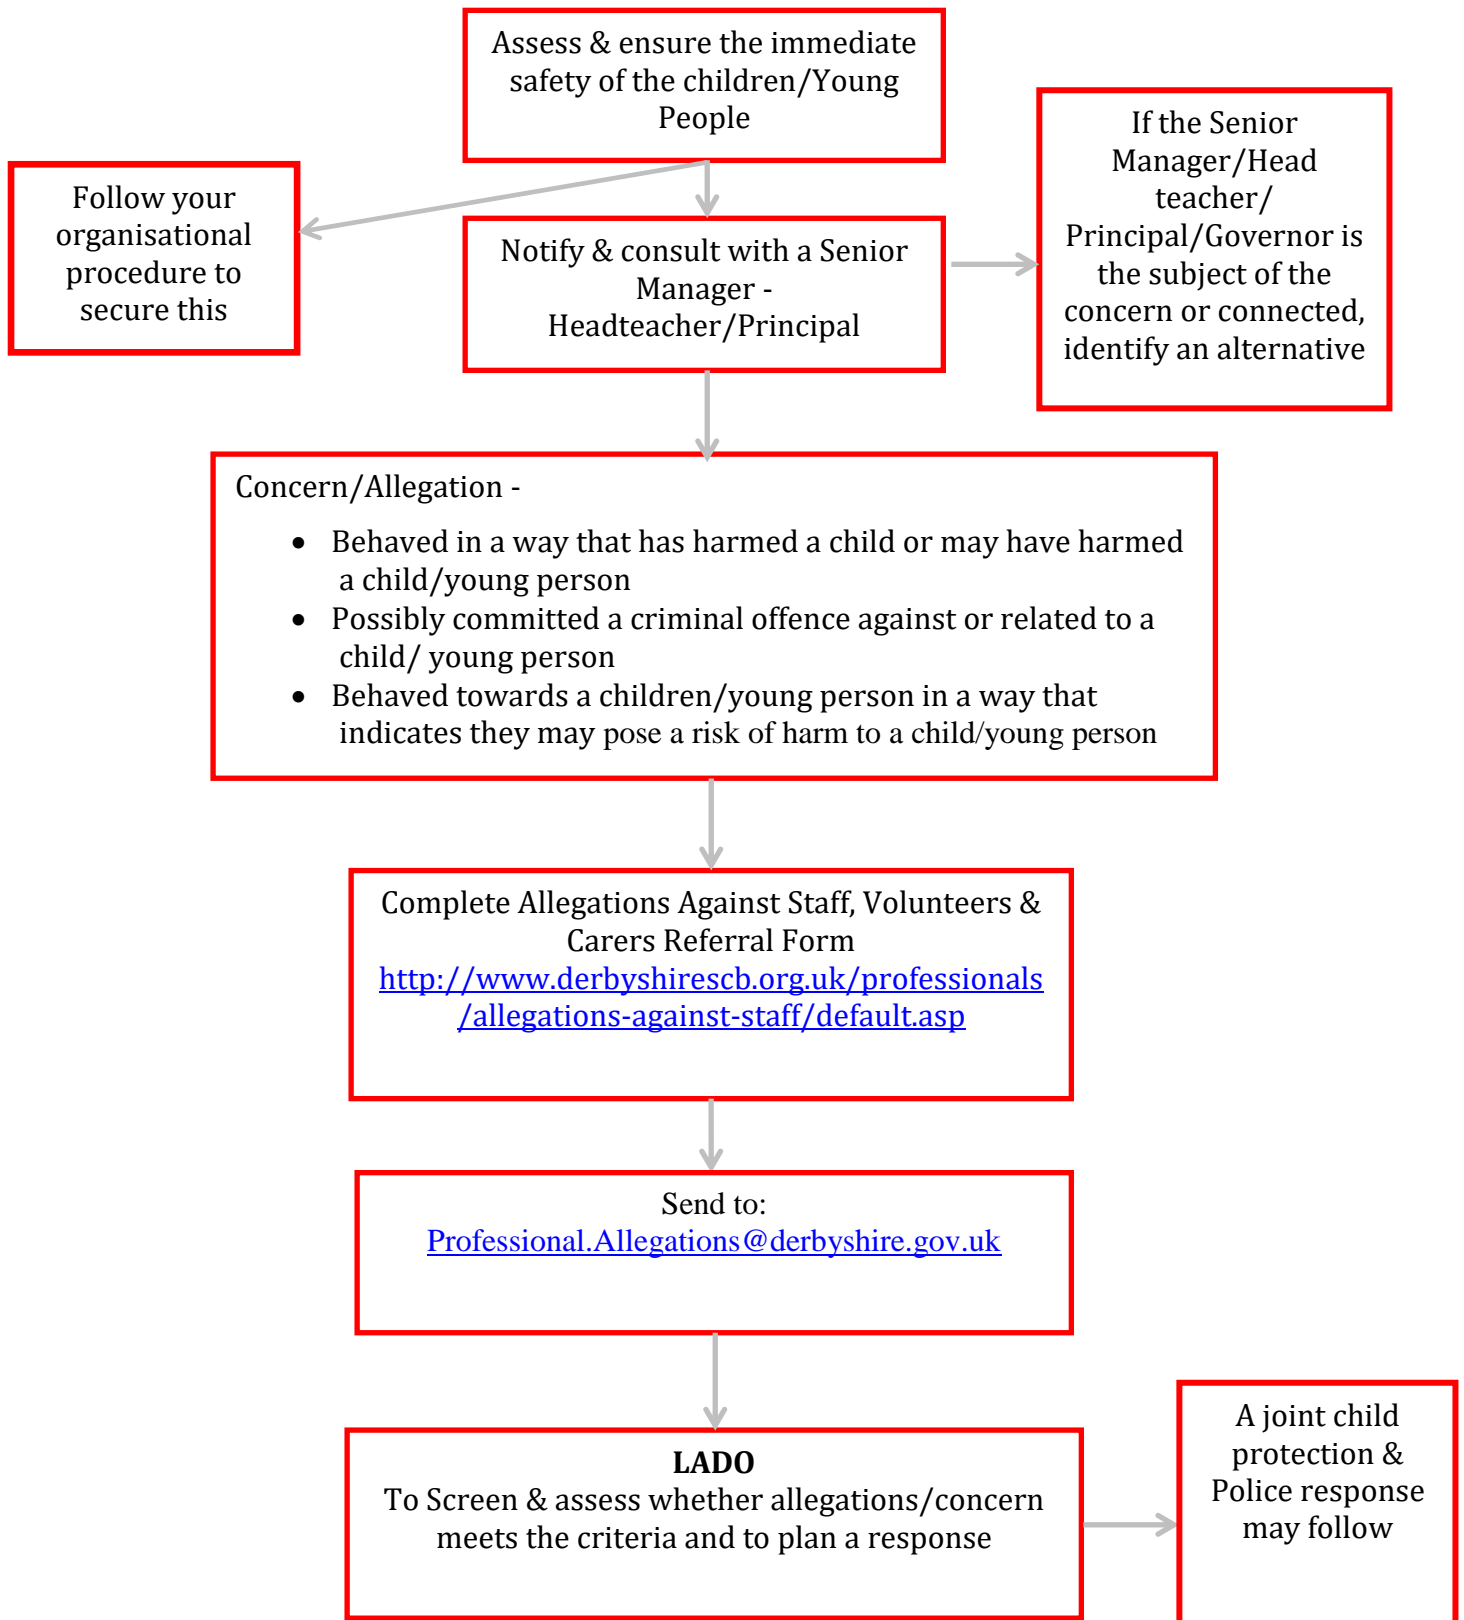 Assess & ensure the immediate
safety of the children/Young
People
If the Senior
Manager/Head
teacher/
Principal/Governor is
the subject of the
concern or connected,
identify an alternative
Follow your
organisational
procedure to
secure this
Notify & consult with a Senior
Manager -
Headteacher/Principal
Concern/Allegation -
• Behaved in a way that has harmed a child or may have harmed
a child/young person
• Possibly committed a criminal offence against or related to a
child/ young person
• Behaved towards a children/young person in a way that
indicates they may pose a risk of harm to a child/young person
Complete Allegations Against Staff, Volunteers &
Carers Referral Form
http://www.derbyshirescb.org.uk/professionals
/allegations-against-staff/default.asp
Send to:
Professional.Allegations@derbyshire.gov.uk
LADO
To Screen & assess whether allegations/concern
meets the criteria and to plan a response
A joint child
protection &
Police response
may follow